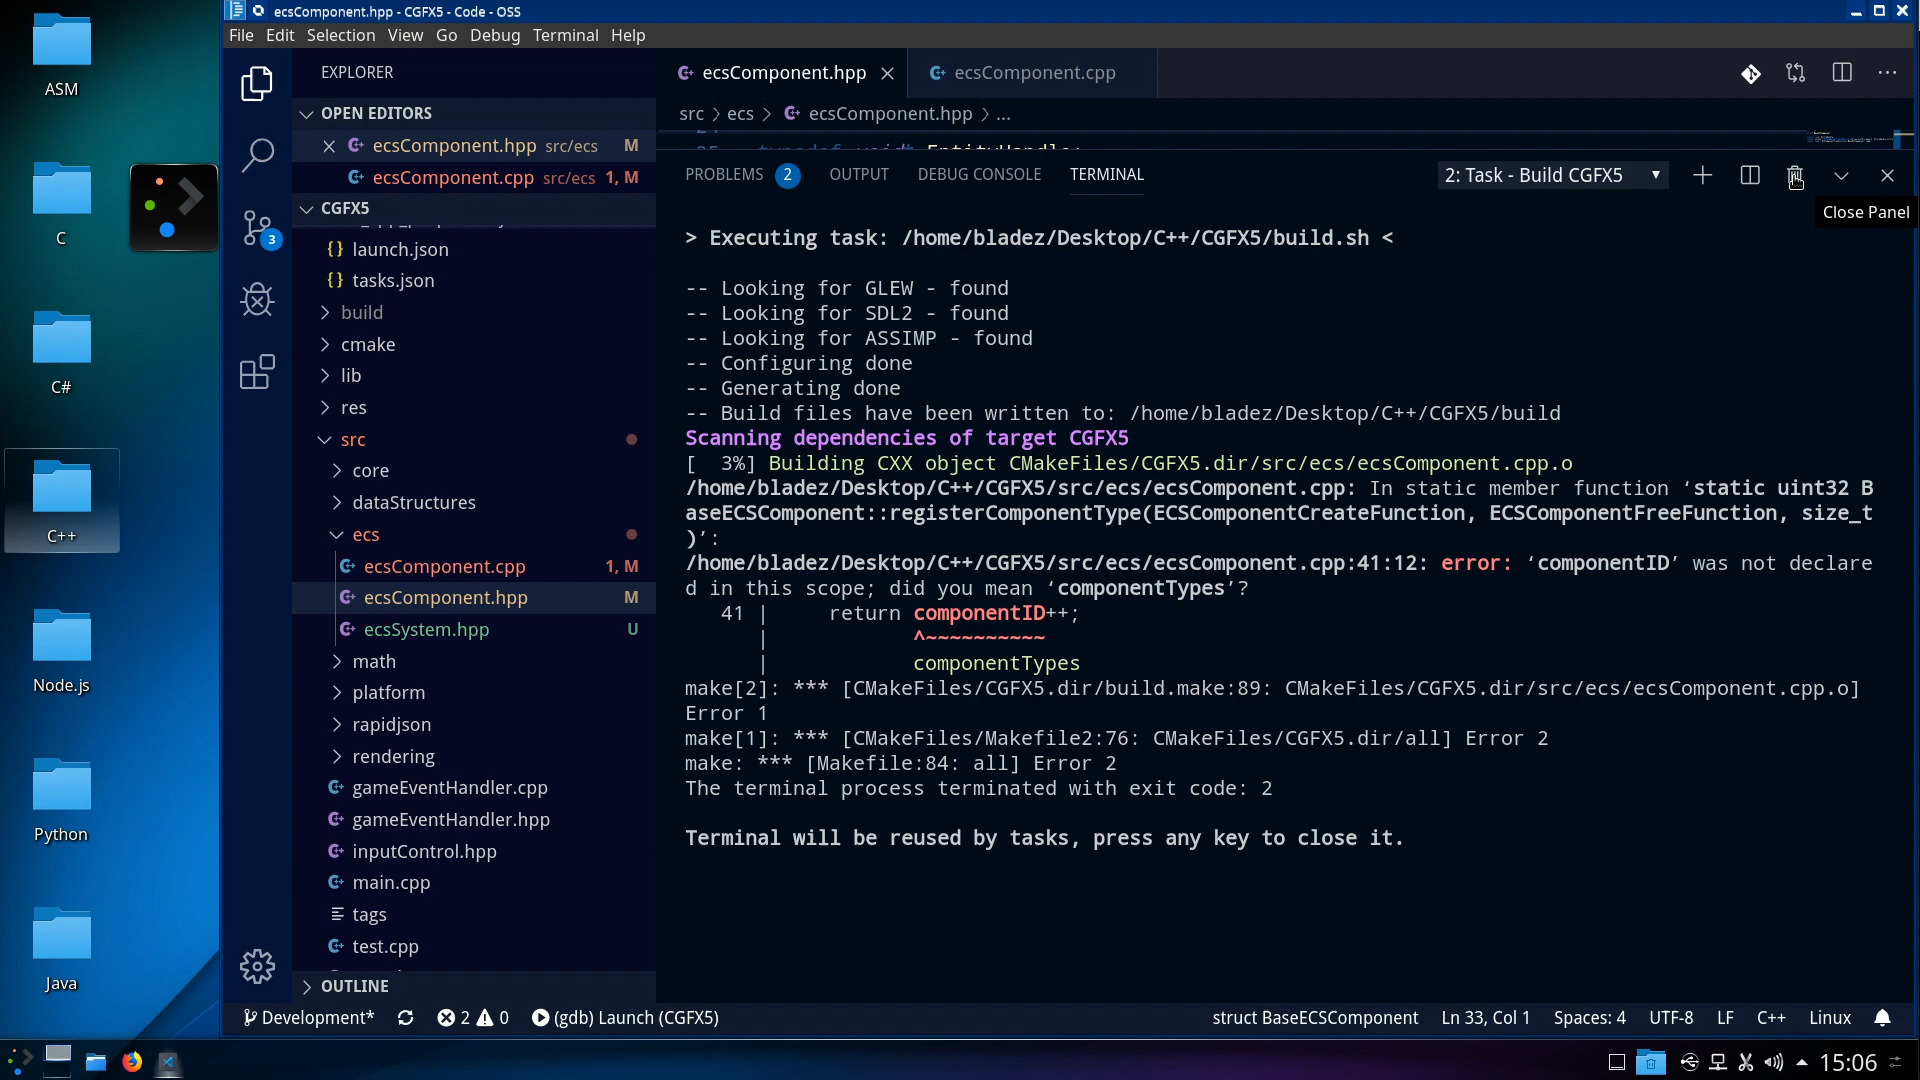 ecsComponent.hpp - CGFX5 - Code - OSS
File Edit Selection View Go Debug Terminal Help
ASM
C
C#
C++
Node.js
Python
Java
EXPLORER
OPEN EDITORS
ecsComponent.hpp src/ecs M
ecsComponent.cpp src/ecs 1, M
CGFX5
launch.json
tasks.json
build
cmake
lib
res
src
core
dataStructures
ecs
ecsComponent.cpp 1, M
ecsComponent.hpp M
ecsSystem.hpp U
math
platform
rapidjson
rendering
gameEventHandler.cpp
gameEventHandler.hpp
inputControl.hpp
main.cpp
tags
test.cpp
OUTLINE
3
ecsComponent.hpp ecsComponent.cpp
src > ecs > ecsComponent.hpp > ...
25 typedef void* EntityHandle;
PROBLEMS 2 OUTPUT DEBUG CONSOLE TERMINAL 2: Task - Build CGFX5
Close Panel
> Executing task: /home/bladez/Desktop/C++/CGFX5/build.sh <
-- Looking for GLEW - found
-- Looking for SDL2 - found
-- Looking for ASSIMP - found
-- Configuring done
-- Generating done
-- Build files have been written to: /home/bladez/Desktop/C++/CGFX5/build
Scanning dependencies of target CGFX5
[  3%] Building CXX object CMakeFiles/CGFX5.dir/src/ecs/ecsComponent.cpp.o
/home/bladez/Desktop/C++/CGFX5/src/ecs/ecsComponent.cpp: In static member function ‘static uint32 B
aseECSComponent::registerComponentType(ECSComponentCreateFunction, ECSComponentFreeFunction, size_t
)’:
/home/bladez/Desktop/C++/CGFX5/src/ecs/ecsComponent.cpp:41:12: error: ‘componentID’ was not declare
d in this scope; did you mean ‘componentTypes’?
   41 |     return componentID++;
      |            ^~~~~~~~~~~
      |            componentTypes
make[2]: *** [CMakeFiles/CGFX5.dir/build.make:89: CMakeFiles/CGFX5.dir/src/ecs/ecsComponent.cpp.o]
Error 1
make[1]: *** [CMakeFiles/Makefile2:76: CMakeFiles/CGFX5.dir/all] Error 2
make: *** [Makefile:84: all] Error 2
The terminal process terminated with exit code: 2
Terminal will be reused by tasks, press any key to close it.
Development* 2 0 (gdb) Launch (CGFX5) struct BaseECSComponent Ln 33, Col 1 Spaces: 4 UTF-8 LF C++ Linux
15:06